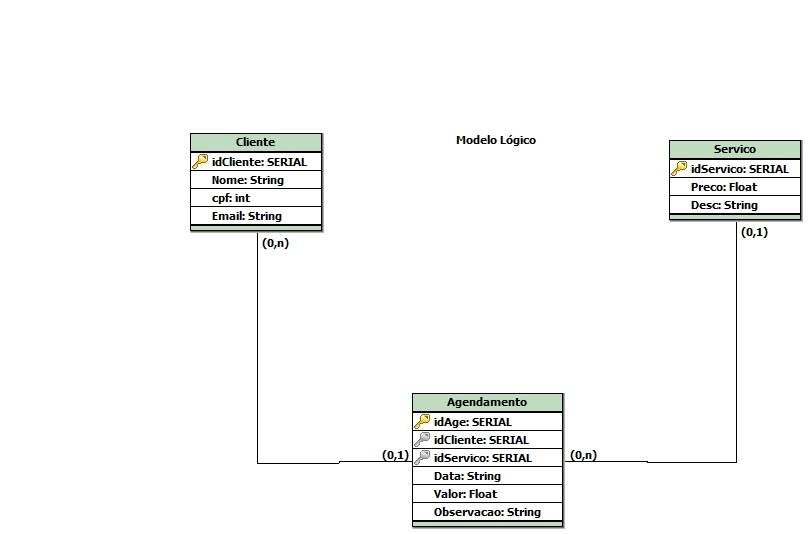 Modelo Lógico
Cliente
idCliente: SERIAL
Nome: String
cpf: int
Email: String
(0,n)
Servico
idServico: SERIAL
Preco: Float
Desc: String
(0,1)
Agendamento
idAge: SERIAL
idCliente: SERIAL
(0,1)
idServico: SERIAL
(0,n)
Data: String
Valor: Float
Observacao: String